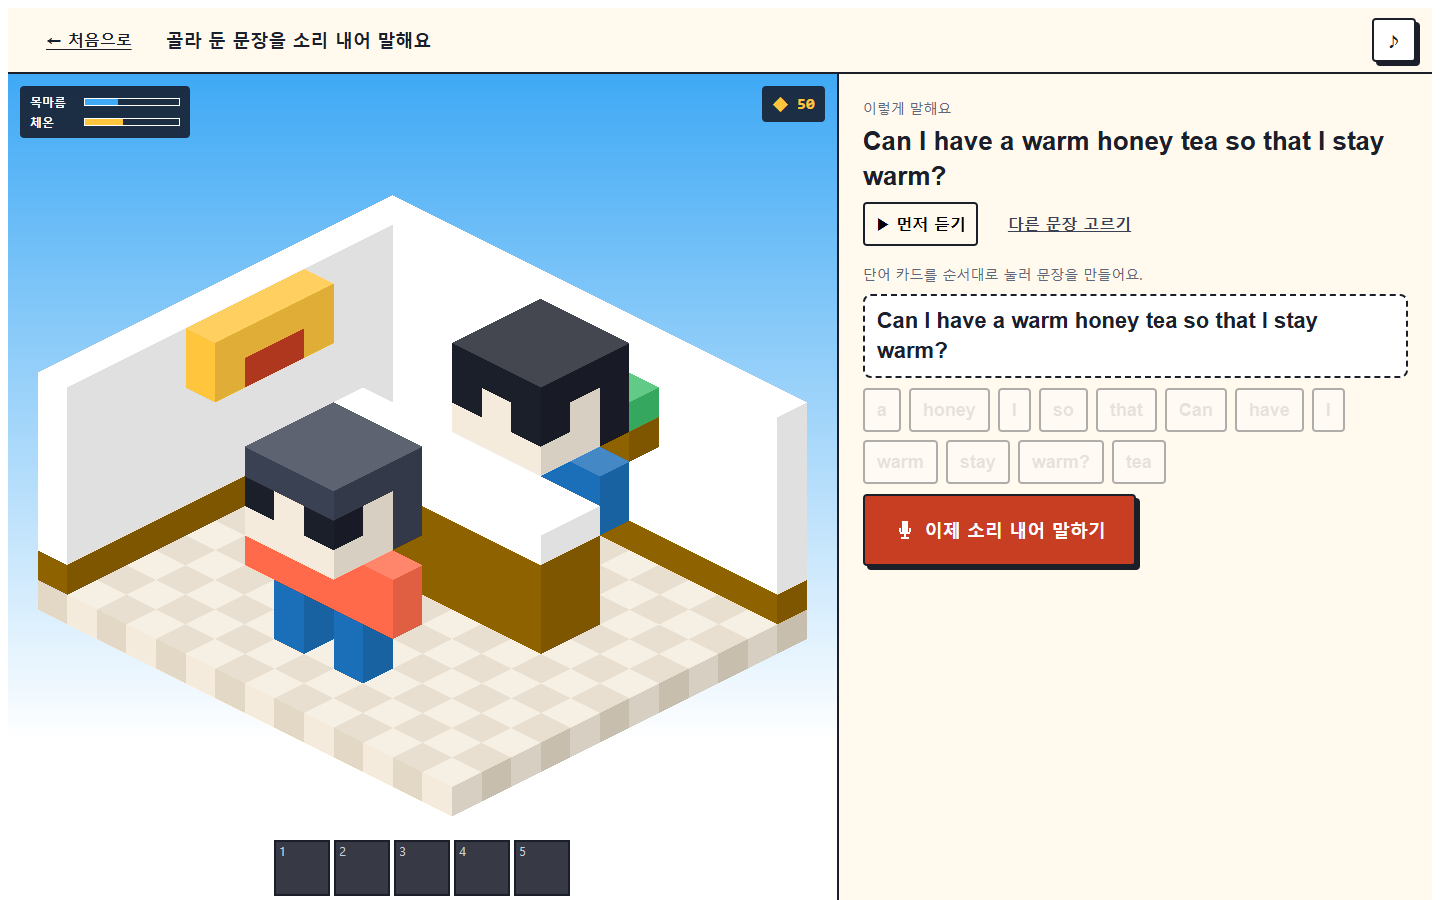 ← 처음으로 골라 둔 문장을 소리 내어 말해요 ♪
목마름
체온
◆ 50
이렇게 말해요
Can I have a warm honey tea so that I stay
warm?
▶ 먼저 듣기 다른 문장 고르기
단어 카드를 순서대로 눌러 문장을 만들어요.
Can I have a warm honey tea so that I stay
warm?
a honey I so that Can have I
warm stay warm? tea
이제 소리 내어 말하기
1 2 3 4 5